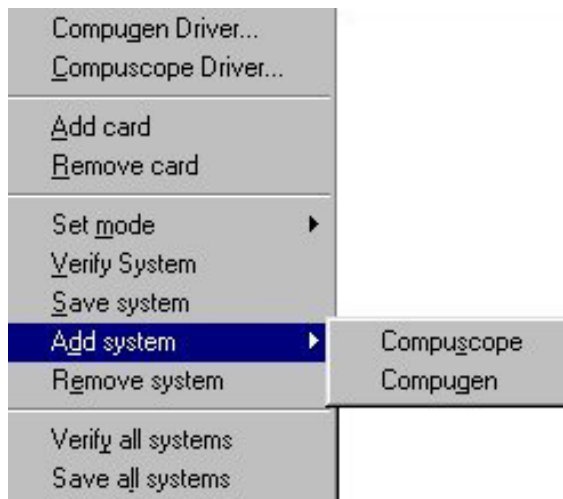 Compugen Driver...
Compuscope Driver...
Add card
Remove card
Set mode
Verify System
Save system
Add system
Compuscope
Remove system
Compugen
Verify all systems
Save all systems